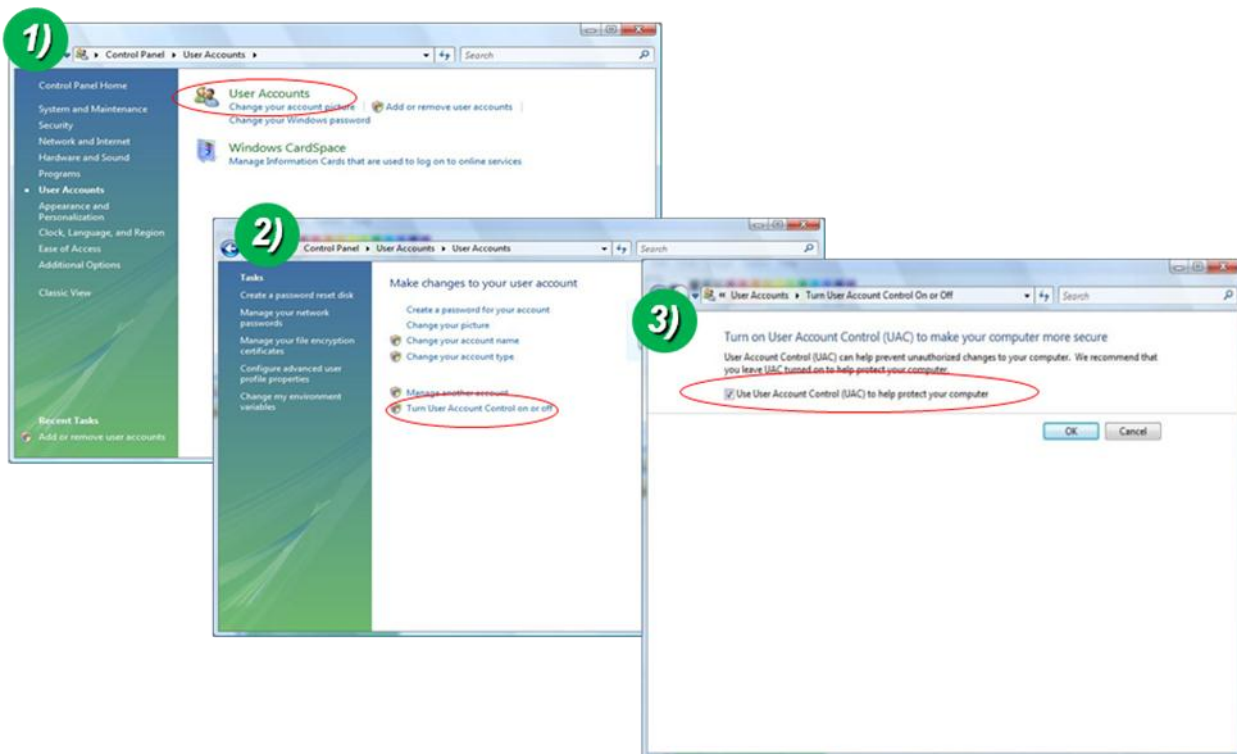 1)
Control Panel ▸ User Accounts ▸
Search
Control Panel Home
System and Maintenance
Security
Network and Internet
Hardware and Sound
Programs
User Accounts
Appearance and
Personalization
Clock, Language, and Region
Ease of Access
Additional Options
Classic View
Recent Tasks
Add or remove user accounts
User Accounts
Change your account picture
Add or remove user accounts
Change your Windows password
Windows CardSpace
Manage Information Cards that are used to log on to online services
2)
Control Panel ▸ User Accounts ▸ User Accounts
Search
Tasks
Create a password reset disk
Manage your network
passwords
Manage your file encryption
certificates
Configure advanced user
profile properties
Change my environment
variables
Make changes to your user account
Create a password for your account
Change your picture
Change your account name
Change your account type
Manage another account
Turn User Account Control on or off
3)
« User Accounts ▸ Turn User Account Control On or Off
Search
Turn on User Account Control (UAC) to make your computer more secure
User Account Control (UAC) can help prevent unauthorized changes to your computer. We recommend that
you leave UAC turned on to help protect your computer.
Use User Account Control (UAC) to help protect your computer
OK
Cancel